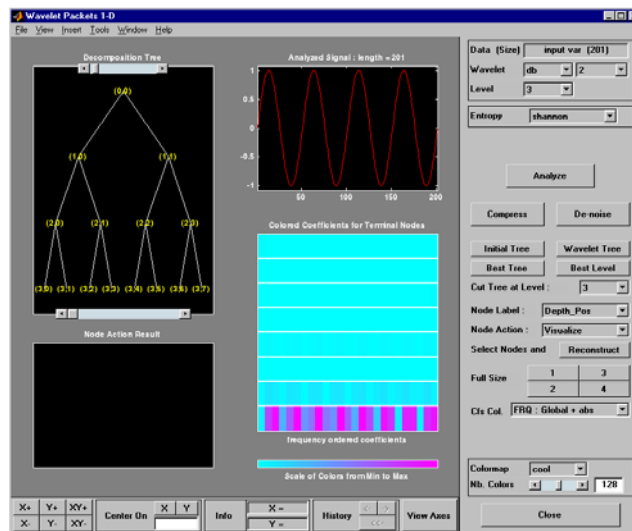 Wavelet Packets 1-D
File View Insert Tools Window Help
Decomposition Tree
(0,0)
(1,0) (1,1)
(2,0) (2,1) (2,2) (2,3)
(3,0) (3,1) (3,2) (3,3) (3,4) (3,5) (3,6) (3,7)
Node Action Result
Analyzed Signal : length = 201
1
0.5
0
-0.5
-1
50 100 150 200
Colored Coefficients for Terminal Nodes
frequency ordered coefficients
Scale of Colors from Min to Max
Data (Size) input var (201)
Wavelet db 2
Level 3
Entropy shannon
Analyze
Compress De-noise
Initial Tree Wavelet Tree
Best Tree Best Level
Cut Tree at Level : 3
Node Label : Depth_Pos
Node Action : Visualize
Select Nodes and Reconstruct
Full Size 1 3
2 4
Cfs Col. FRQ : Global + abs
Colormap cool
Nb. Colors 128
Close
X+ Y+ XY+
X- Y- XY-
Center On X Y
Info X =
Y =
History < >
<<-
View Axes